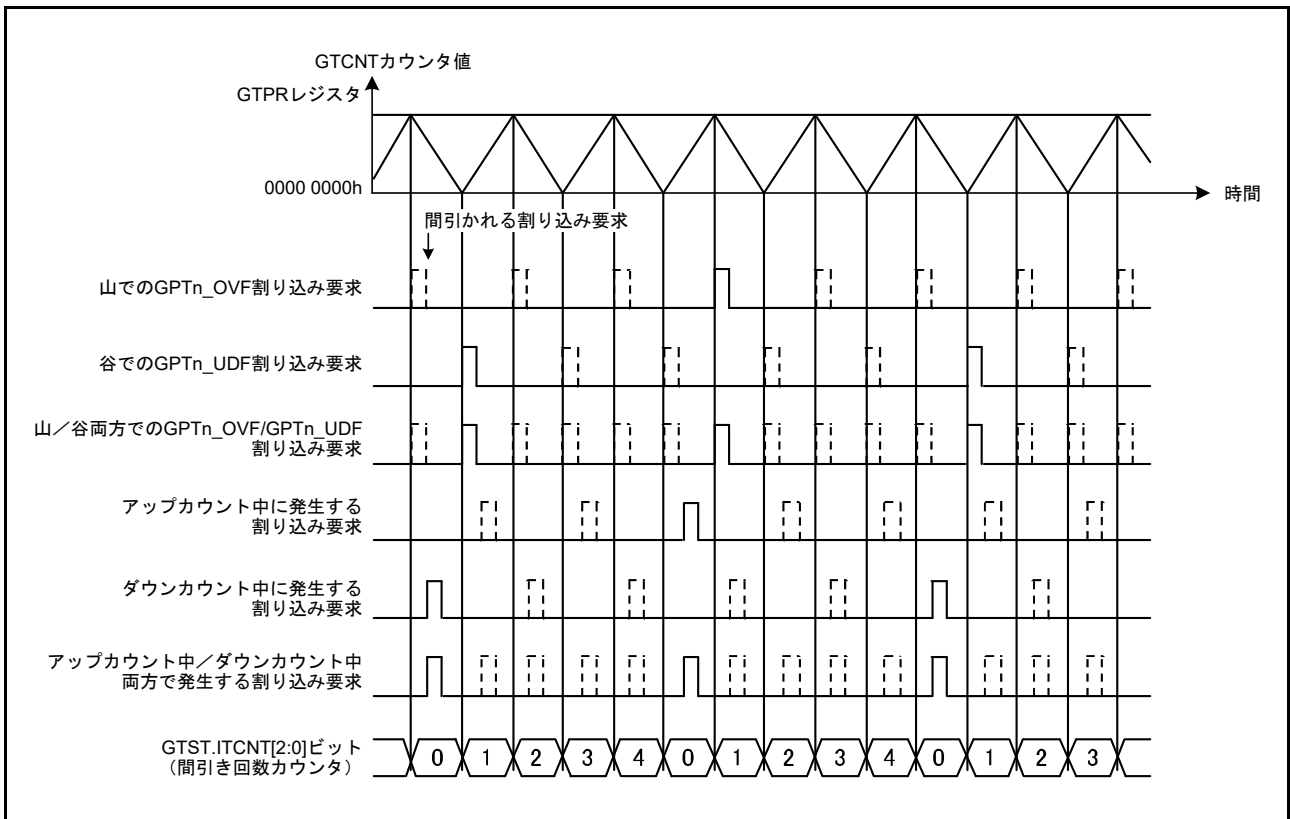 GTCNTカウンタ値
GTPRレジスタ
0000 0000h
時間
間引かれる割り込み要求
山でのGPTn_OVF割り込み要求
谷でのGPTn_UDF割り込み要求
山／谷両方でのGPTn_OVF/GPTn_UDF
割り込み要求
アップカウント中に発生する
割り込み要求
ダウンカウント中に発生する
割り込み要求
アップカウント中／ダウンカウント中
両方で発生する割り込み要求
GTST.ITCNT[2:0]ビット
（間引き回数カウンタ）
0 1 2 3 4 0 1 2 3 4 0 1 2 3